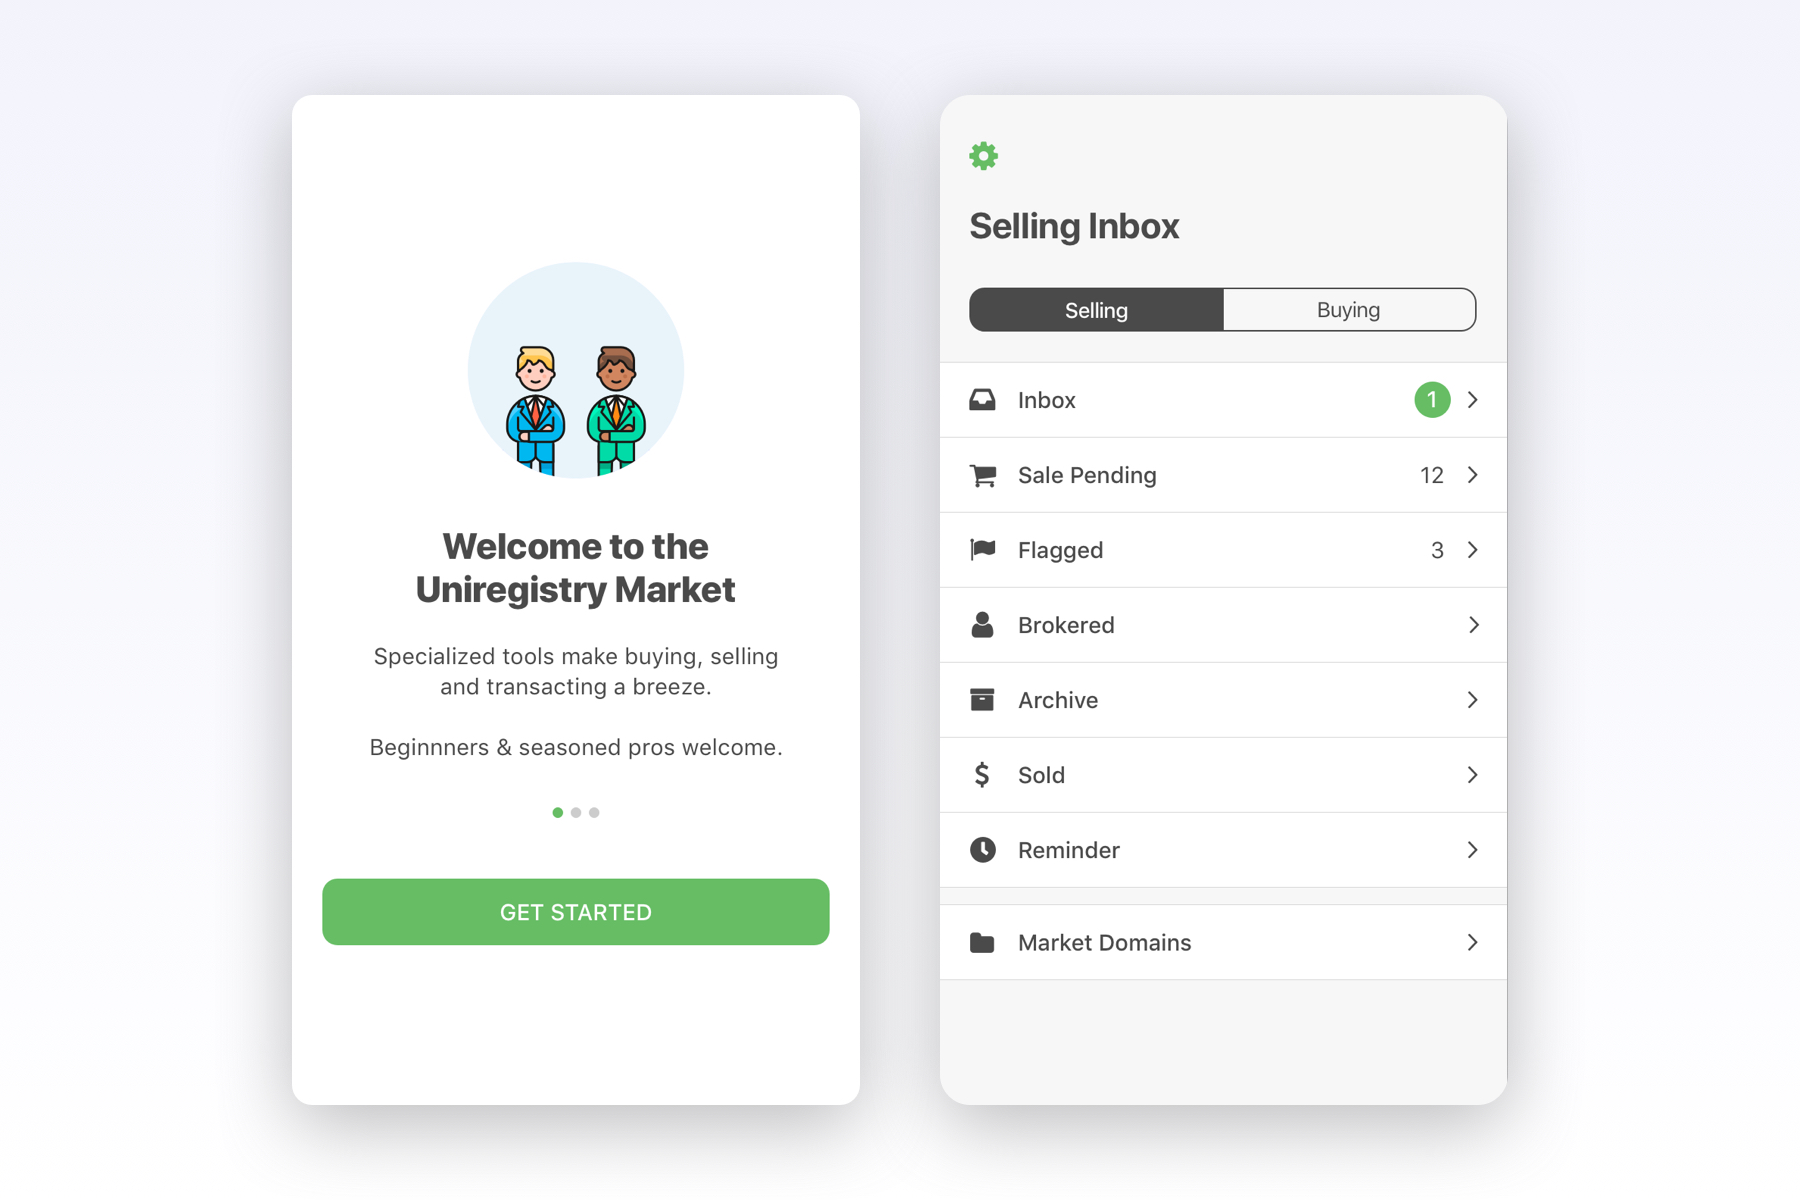 Welcome to the
Uniregistry Market
Specialized tools make buying, selling
and transacting a breeze.
Beginnners & seasoned pros welcome.
GET STARTED
Selling Inbox
Selling
Buying
Inbox 1
Sale Pending 12
Flagged 3
Brokered
Archive
$ Sold
Reminder
Market Domains